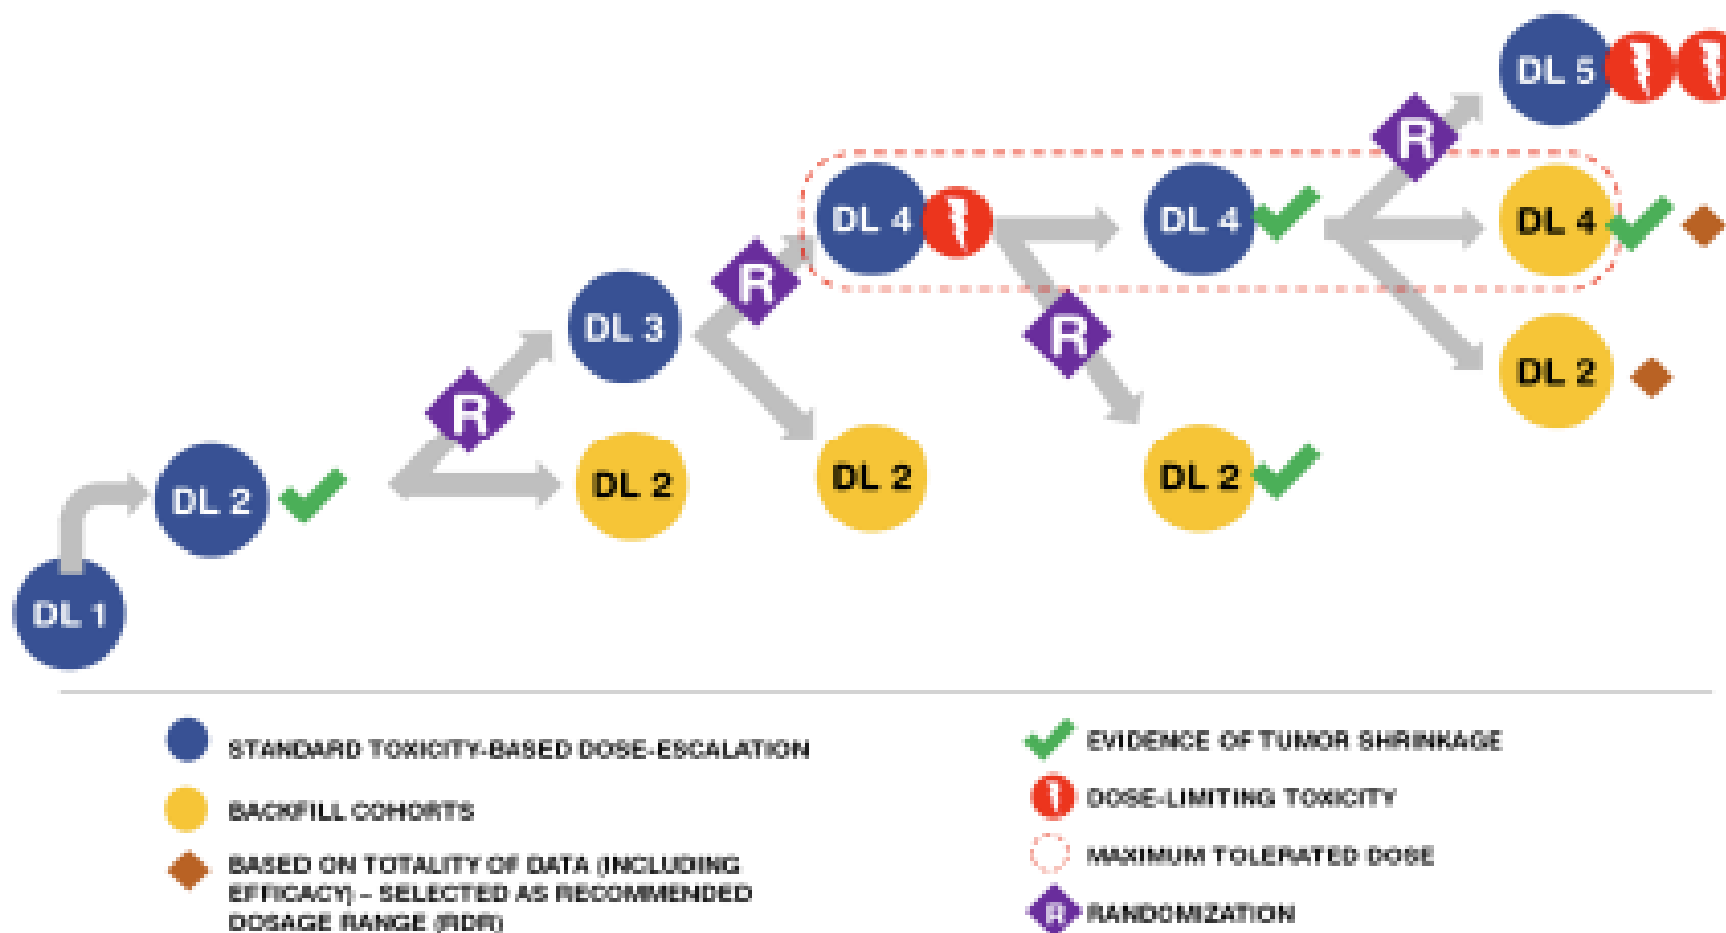 DL 5
R
DL 4
DL 4
DL 4
R
R
DL 3
DL 2
R
DL 2
DL 2
DL 2
DL 2
DL 1
STANDARD TOXICITY-BASED DOSE-ESCALATION
BACKFILL COHORTS
BASED ON TOTALITY OF DATA (INCLUDING
EFFICACY) – SELECTED AS RECOMMENDED
DOSAGE RANGE (RDR)
EVIDENCE OF TUMOR SHRINKAGE
DOSE-LIMITING TOXICITY
MAXIMUM TOLERATED DOSE
R RANDOMIZATION